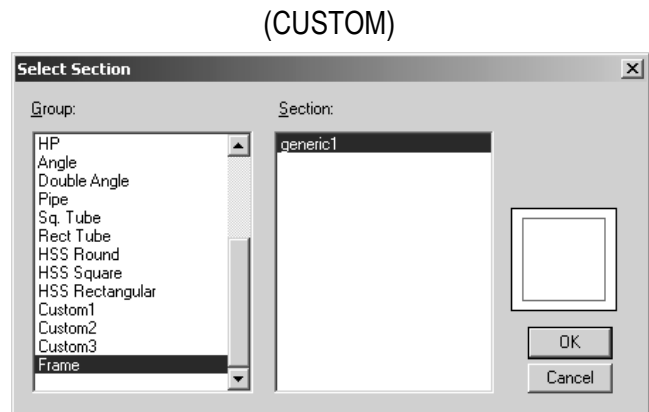 (CUSTOM)
Select Section
Group:
Section:
HP
Angle
Double Angle
Pipe
Sq. Tube
Rect Tube
HSS Round
HSS Square
HSS Rectangular
Custom1
Custom2
Custom3
Frame
generic1
OK
Cancel